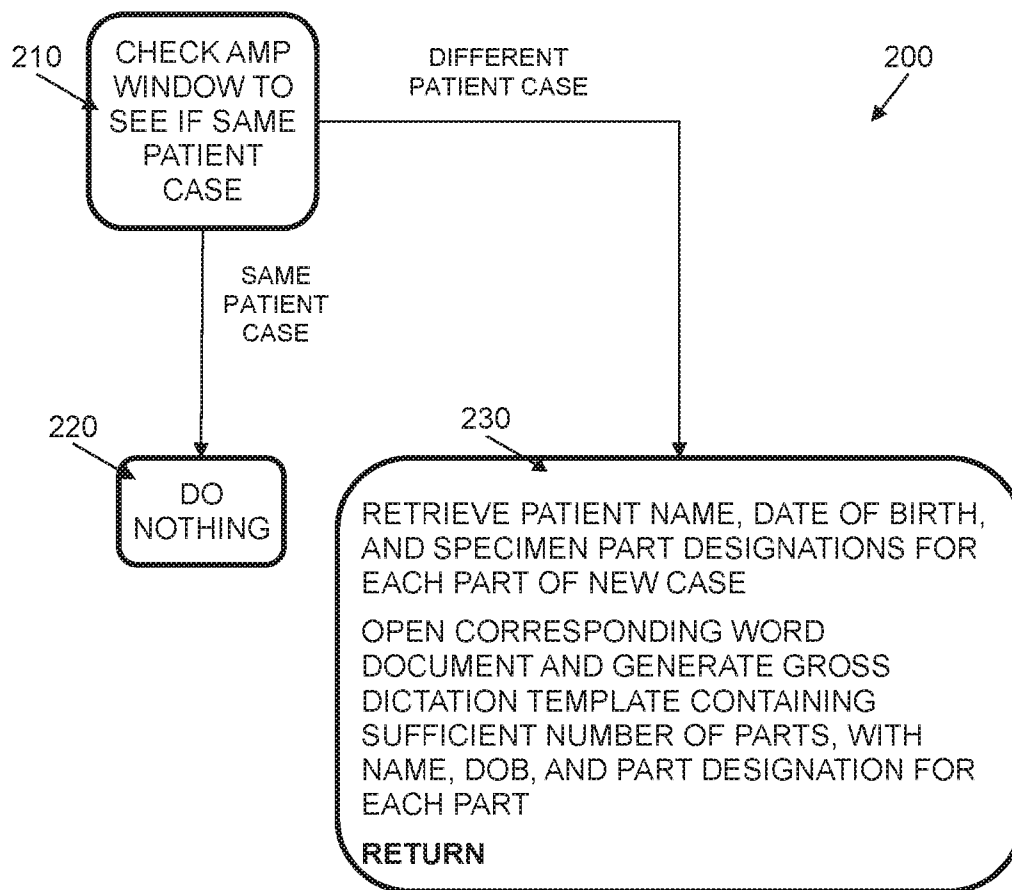 210
CHECK AMP
WINDOW TO
SEE IF SAME
PATIENT
CASE
DIFFERENT
PATIENT CASE
200
SAME
PATIENT
CASE
220
DO
NOTHING
230
RETRIEVE PATIENT NAME, DATE OF BIRTH,
AND SPECIMEN PART DESIGNATIONS FOR
EACH PART OF NEW CASE
OPEN CORRESPONDING WORD
DOCUMENT AND GENERATE GROSS
DICTATION TEMPLATE CONTAINING
SUFFICIENT NUMBER OF PARTS, WITH
NAME, DOB, AND PART DESIGNATION FOR
EACH PART
RETURN